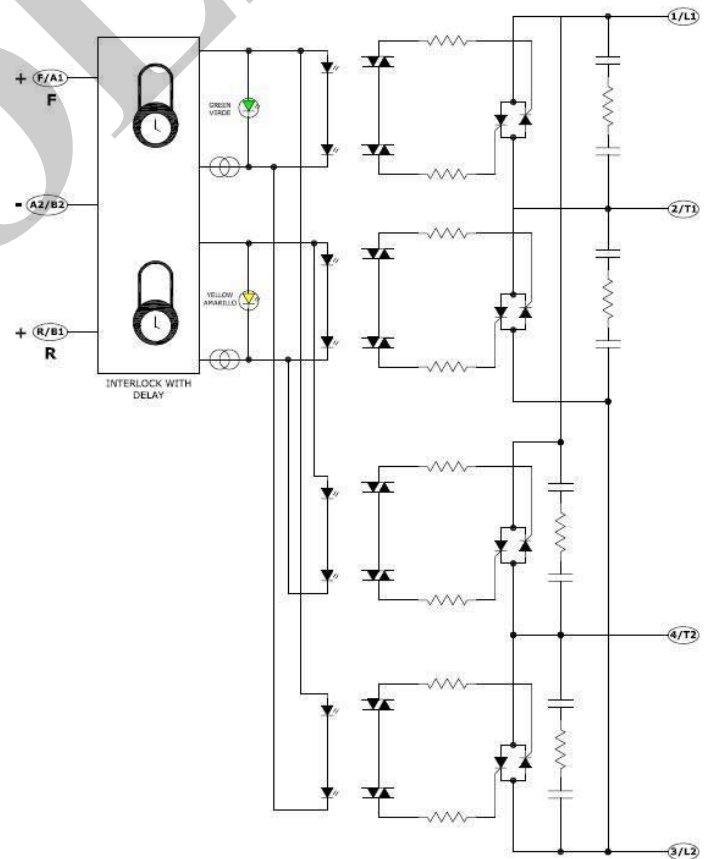 1/L1
+ F/A1
F
GREEN
VERDE
- A2/B2
2/T1
YELLOW
AMARILLO
+ R/B1
R
INTERLOCK WITH
DELAY
4/T2
3/L2